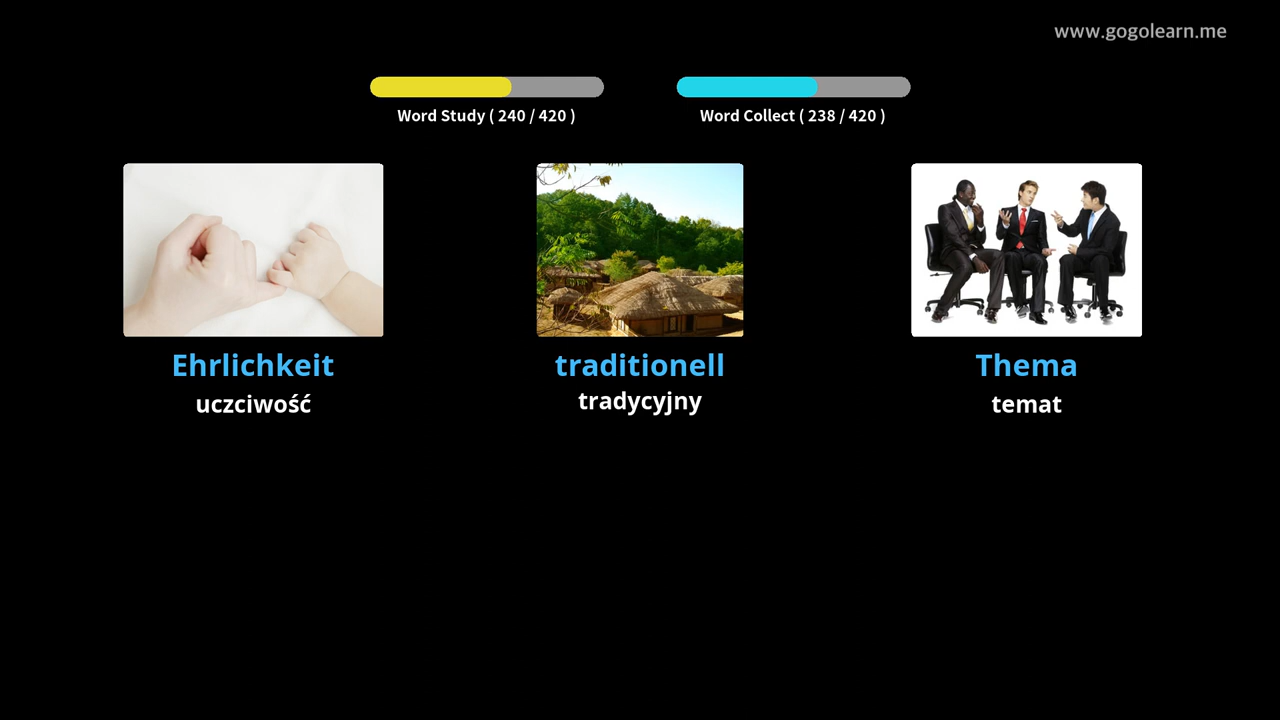 www.gogolearn.me
Word Study ( 240 / 420 )
Word Collect ( 238 / 420 )
Ehrlichkeit
uczciwość
traditionell
tradycyjny
Thema
temat